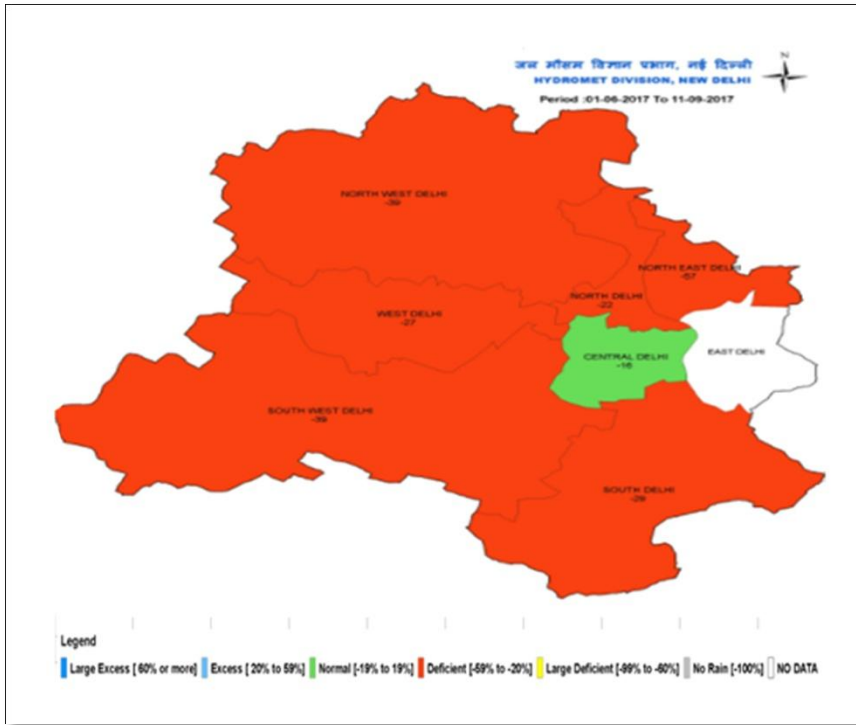 जल मौसम विज्ञान प्रभाग, नई दिल्ली
N
HYDROMET DIVISION, NEW DELHI
Period :01-06-2017 To 11-09-2017
NORTH WEST DELHI
-39
NORTH EAST DELHI
-57
NORTH DELHI
-22
WEST DELHI
-27
CENTRAL DELHI
-16
EAST DELHI
SOUTH WEST DELHI
-39
SOUTH DELHI
Legend
Large Excess [ 60% or more] Excess [ 20% to 59%] Normal [-19% to 19%] Deficient [-59% to -20%] Large Deficient [-99% to -60%] No Rain [-100%] NO DATA